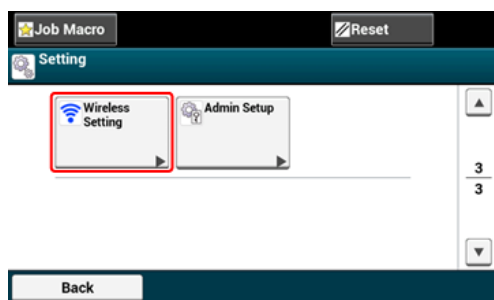 Job Macro
Reset
Setting
Wireless
Setting
Admin Setup
3
3
Back